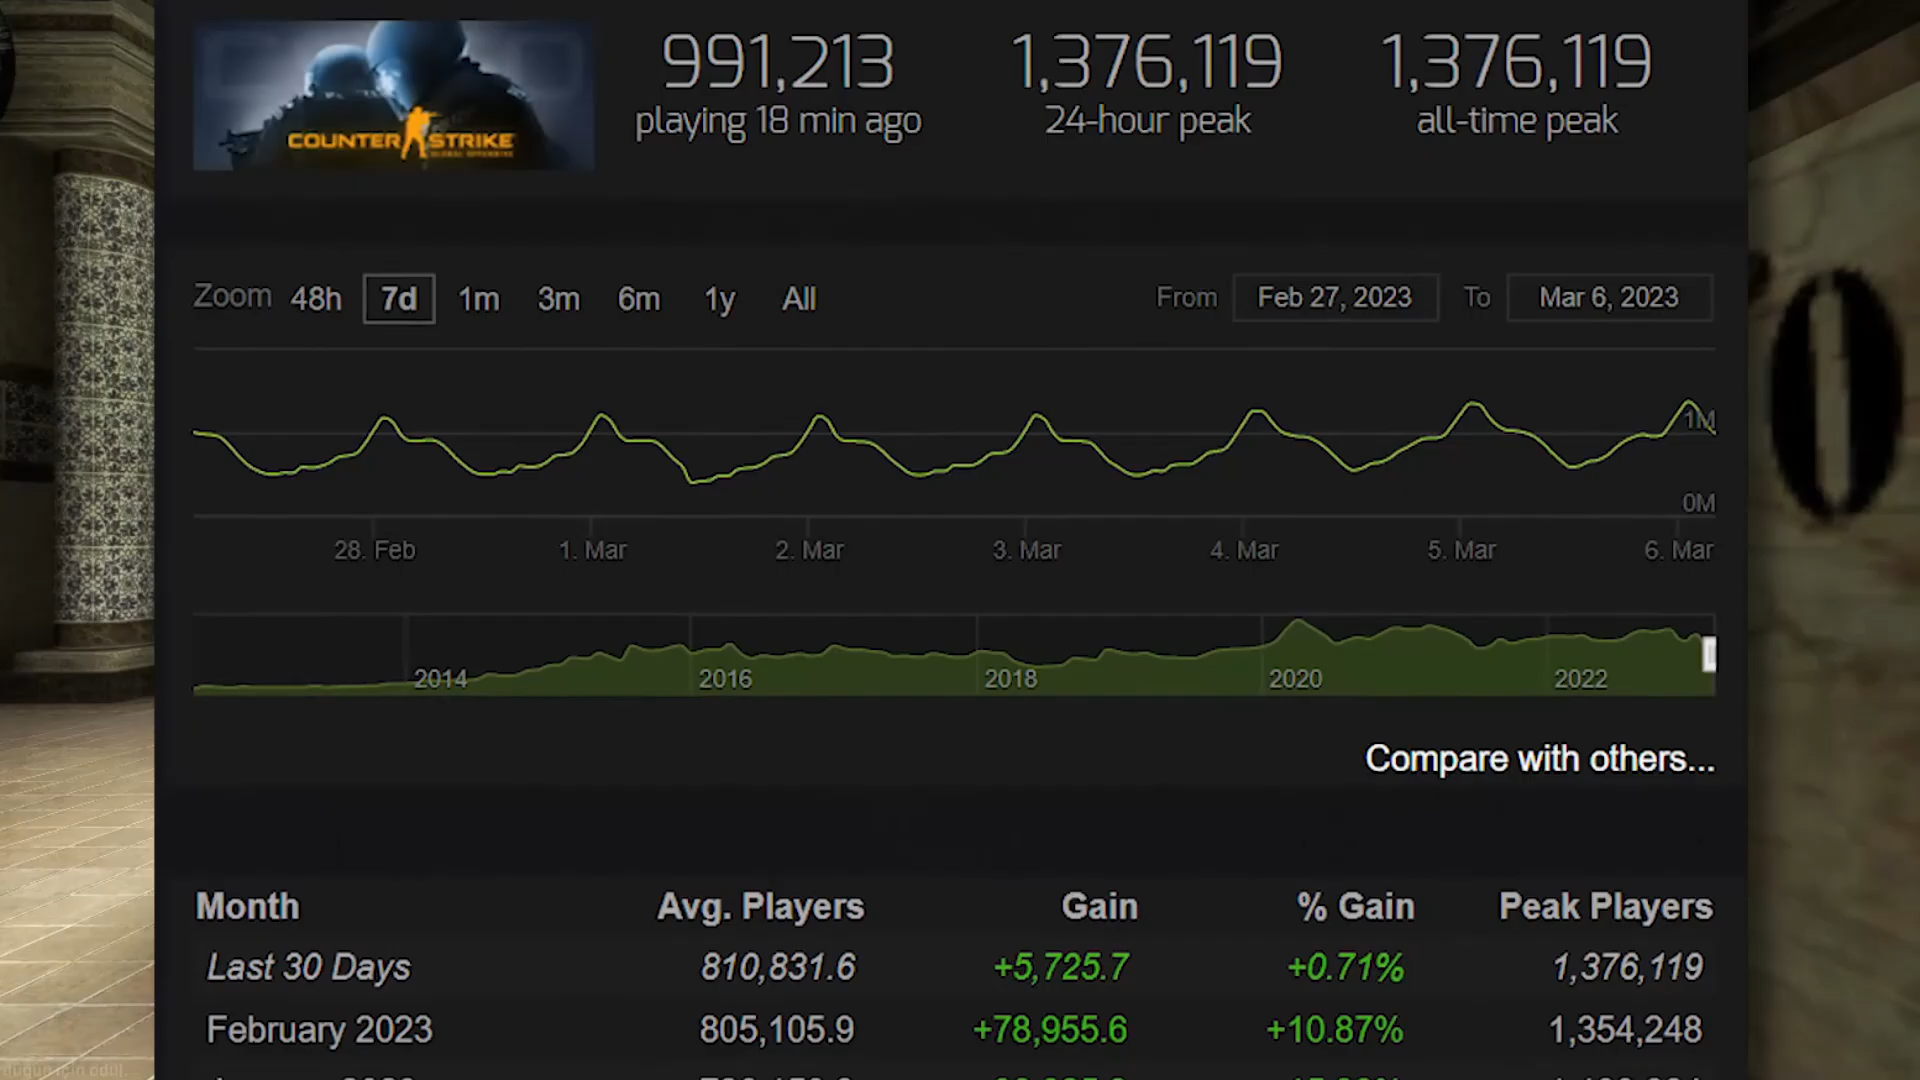 991,213
playing 18 min ago
1,376,119
24-hour peak
1,376,119
all-time peak
COUNTER STRIKE
GLOBAL OFFENSIVE
Zoom 48h 7d 1m 3m 6m 1y All
From Feb 27, 2023 To Mar 6, 2023
1M
0M
28. Feb 1. Mar 2. Mar 3. Mar 4. Mar 5. Mar 6. Mar
2014 2016 2018 2020 2022
Compare with others...
Month Avg. Players Gain % Gain Peak Players
Last 30 Days 810,831.6 +5,725.7 +0.71% 1,376,119
February 2023 805,105.9 +78,955.6 +10.87% 1,354,248